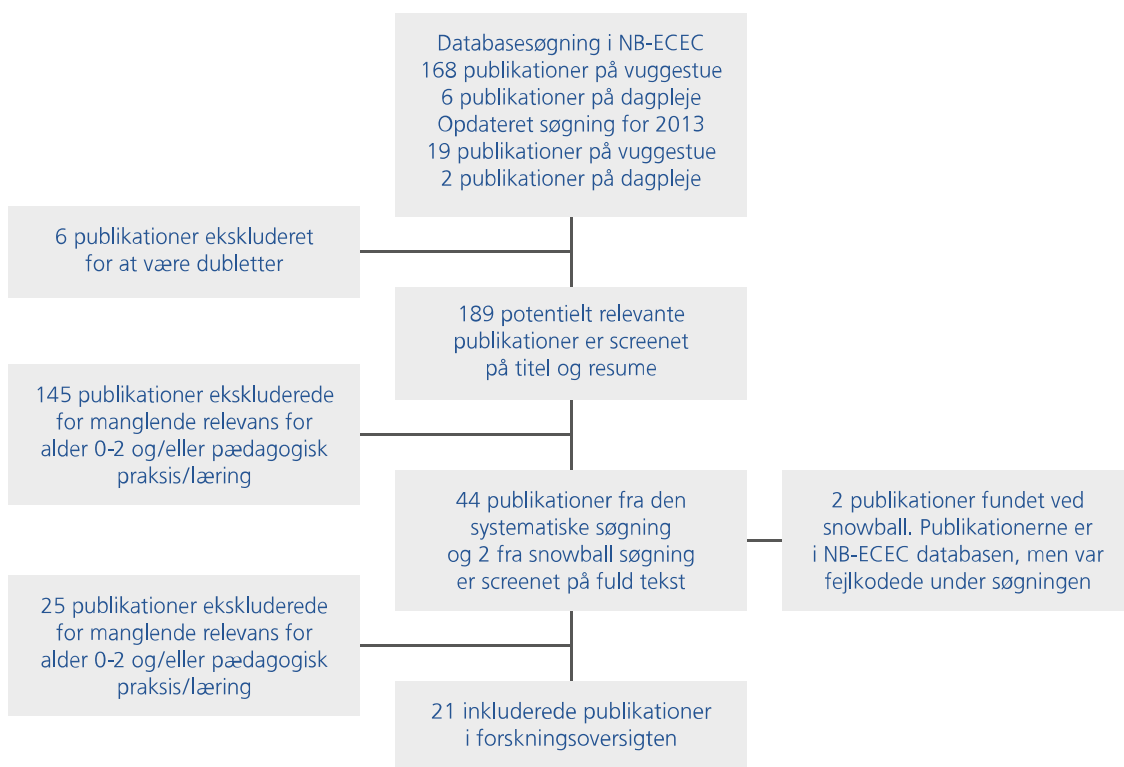 Databasesøgning i NB-ECEC
168 publikationer på vuggestue
6 publikationer på dagpleje
Opdateret søgning for 2013
19 publikationer på vuggestue
2 publikationer på dagpleje
6 publikationer ekskluderet
for at være dubletter
189 potentielt relevante
publikationer er screenet
på titel og resume
145 publikationer ekskluderede
for manglende relevans for
alder 0-2 og/eller pædagogisk
praksis/læring
44 publikationer fra den
systematiske søgning
og 2 fra snowball søgning
er screenet på fuld tekst
2 publikationer fundet ved
snowball. Publikationerne er
i NB-ECEC databasen, men var
fejlkodede under søgningen
25 publikationer ekskluderede
for manglende relevans for
alder 0-2 og/eller pædagogisk
praksis/læring
21 inkluderede publikationer
i forskningsoversigten